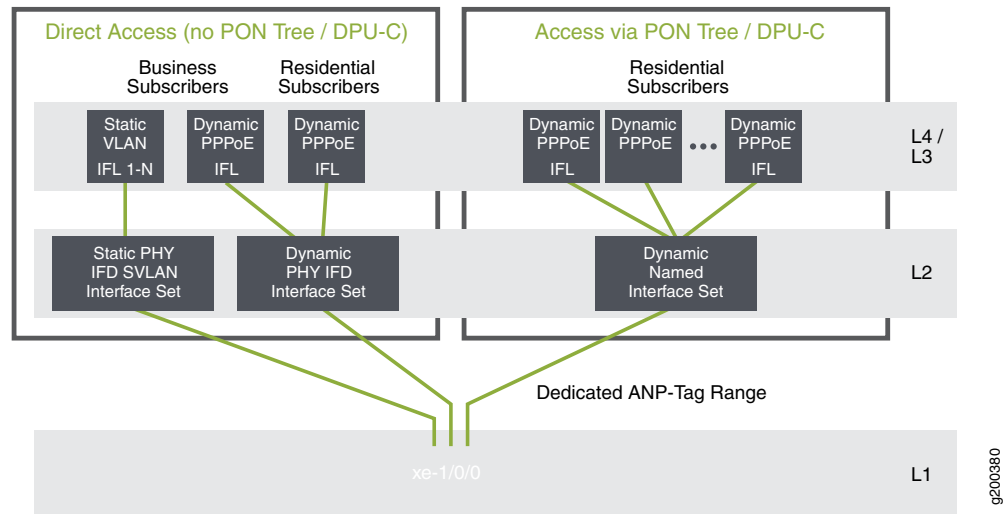 Direct Access (no PON Tree / DPU-C)
Access via PON Tree / DPU-C
Business
Subscribers
Residential
Subscribers
Residential
Subscribers
Static
VLAN
IFL 1-N
Dynamic
PPPoE
IFL
Dynamic
PPPoE
IFL
Dynamic
PPPoE
IFL
Dynamic
PPPoE
Dynamic
PPPoE
IFL
L4 /
L3
Static PHY
IFD SVLAN
Interface Set
Dynamic
PHY IFD
Interface Set
Dynamic
Named
Interface Set
L2
Dedicated ANP-Tag Range
xe-1/0/0
L1
g200380